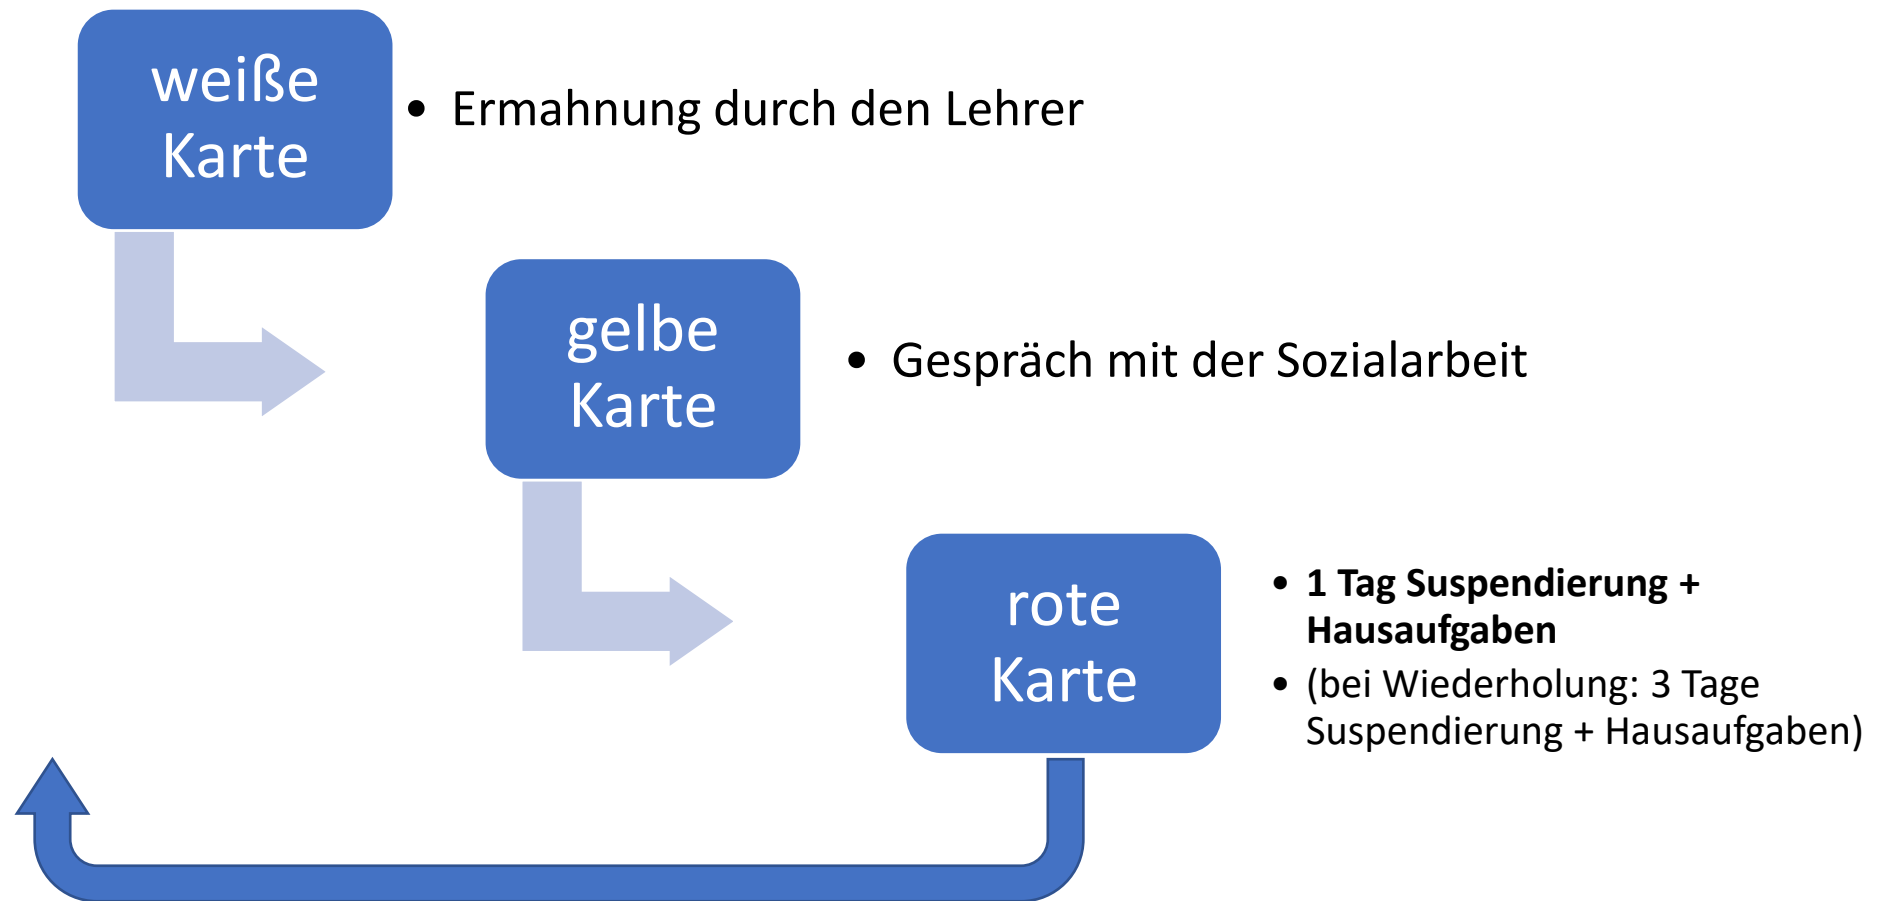 weiße
Karte
• Ermahnung durch den Lehrer
gelbe
Karte
• Gespräch mit der Sozialarbeit
rote
Karte
• 1 Tag Suspendierung +
Hausaufgaben
• (bei Wiederholung: 3 Tage
Suspendierung + Hausaufgaben)